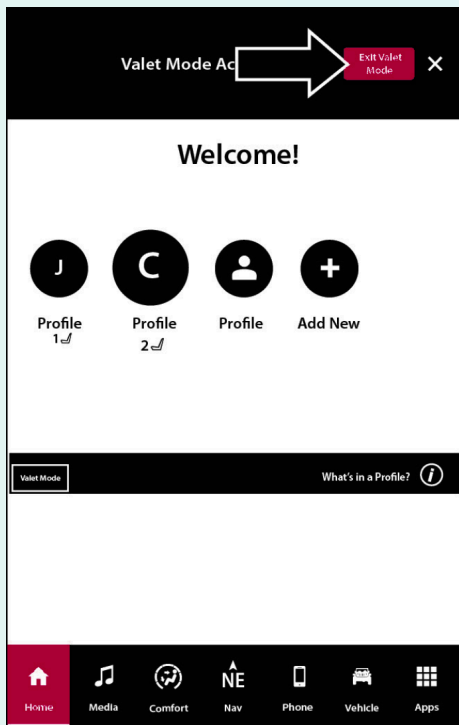 Valet Mode Ac
Exit Valet
Mode
Welcome!
J
C
Profile
1
Profile
2
Profile
Add New
Valet Mode
What's in a Profile?
i
NE
Home
Media
Comfort
Nav
Phone
Vehicle
Apps